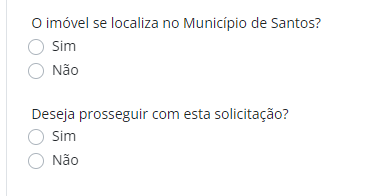 O imóvel se localiza no Município de Santos?
Sim
Não
Deseja prosseguir com esta solicitação?
Sim
Não